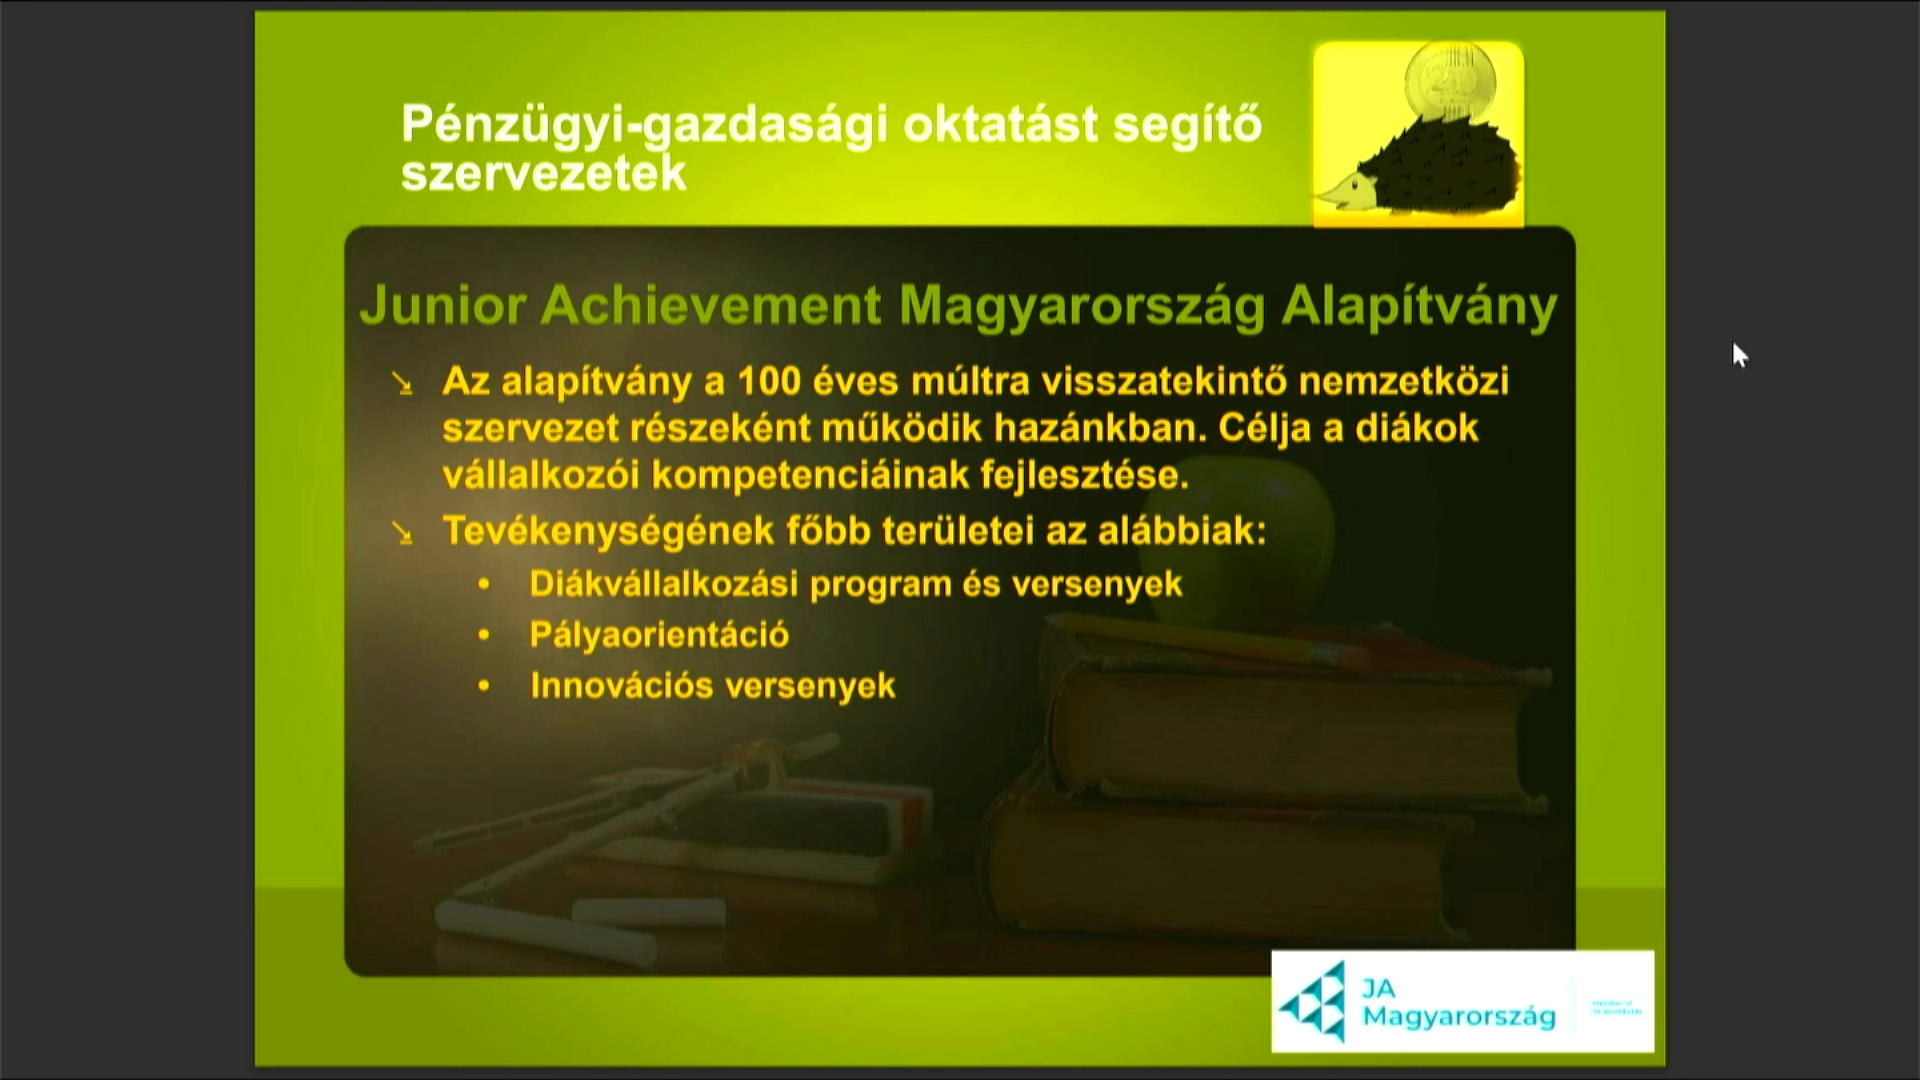 Pénzügyi-gazdasági oktatást segítő
szervezetek
20
Junior Achievement Magyarország Alapítvány
Az alapítvány a 100 éves múltra visszatekintő nemzetközi
szervezet részeként működik hazánkban. Célja a diákok
vállalkozói kompetenciáinak fejlesztése.
Tevékenységének főbb területei az alábbiak:
• Diákvállalkozási program és versenyek
• Pályaorientáció
• Innovációs versenyek
JA
Magyarország